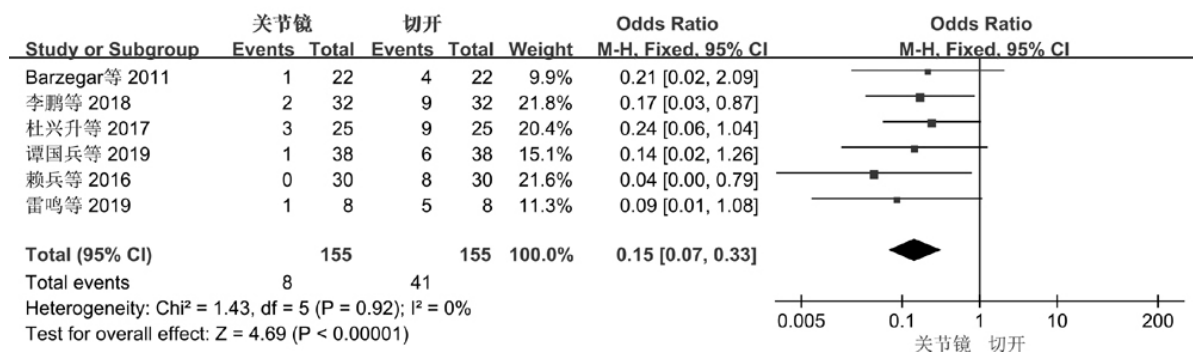 关节镜 切开 Odds Ratio Odds Ratio
Study or Subgroup Events Total Events Total Weight M-H, Fixed, 95% CI M-H, Fixed, 95% CI
Barzegar等 2011 1 22 4 22 9.9% 0.21 [0.02, 2.09]
李鹏等 2018 2 32 9 32 21.8% 0.17 [0.03, 0.87]
杜兴升等 2017 3 25 9 25 20.4% 0.24 [0.06, 1.04]
谭国兵等 2019 1 38 6 38 15.1% 0.14 [0.02, 1.26]
赖兵等 2016 0 30 8 30 21.6% 0.04 [0.00, 0.79]
雷鸣等 2019 1 8 5 8 11.3% 0.09 [0.01, 1.08]
Total (95% CI) 155 155 100.0% 0.15 [0.07, 0.33]
Total events 8 41
Heterogeneity: Chi² = 1.43, df = 5 (P = 0.92); I² = 0%
Test for overall effect: Z = 4.69 (P < 0.00001)
0.005 0.1 1 10 200
关节镜 切开